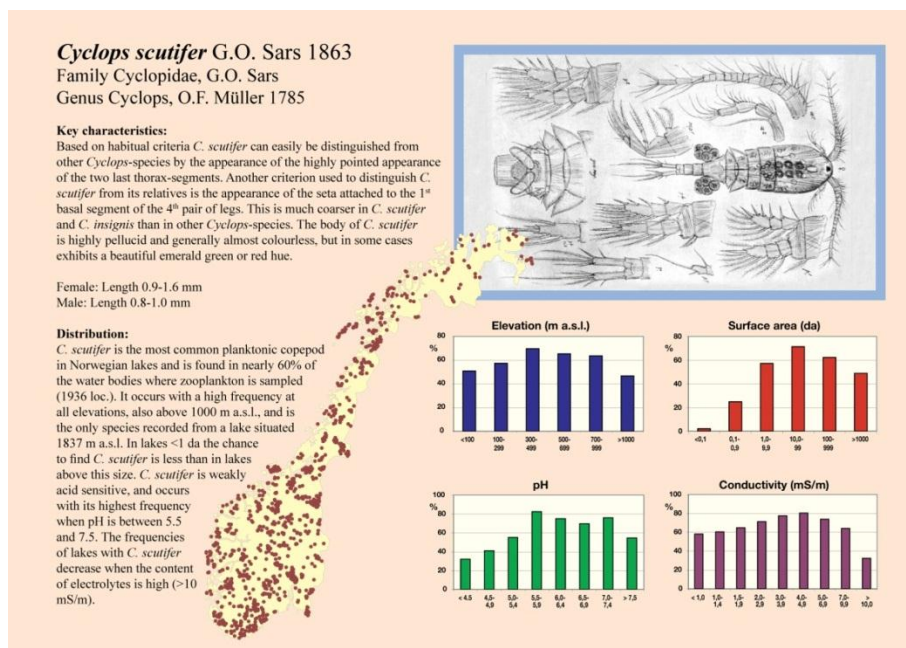 Cyclops scutifer G.O. Sars 1863
Family Cyclopidae, G.O. Sars
Genus Cyclops, O.F. Müller 1785
Key characteristics:
Based on habitual criteria C. scutifer can easily be distinguished from
other Cyclops-species by the appearance of the highly pointed appearance
of the two last thorax-segments. Another criterion used to distinguish C.
scutifer from its relatives is the appearance of the seta attached to the 1st
basal segment of the 4th pair of legs. This is much coarser in C. scutifer
and C. insignis than in other Cyclops-species. The body of C. scutifer
is highly pellucid and generally almost colourless, but in some cases
exhibits a beautiful emerald green or red hue.
Female: Length 0.9-1.6 mm
Male: Length 0.8-1.0 mm
Distribution:
C. scutifer is the most common planktonic copepod
in Norwegian lakes and is found in nearly 60% of
the water bodies where zooplankton is sampled
(1936 loc.). It occurs with a high frequency at
all elevations, also above 1000 m a.s.l., and is
the only species recorded from a lake situated
1837 m a.s.l. In lakes <1 da the chance
to find C. scutifer is less than in lakes
above this size. C. scutifer is weakly
acid sensitive, and occurs
with its highest frequency
when pH is between 5.5
and 7.5. The frequencies
of lakes with C. scutifer
decrease when the content
of electrolytes is high (>10
mS/m).
Elevation (m a.s.l.)
80
%
60
40
20
0
<100 100-299 300-499 500-699 700-999 >1000
Surface area (da)
80
%
60
40
20
0
<0,1 0,1-0,9 1,0-9,9 10,0-99 100-999 >1000
pH
100
%
80
60
40
20
0
< 4,5 4,5-4,9 5,0-5,4 5,5-5,9 6,0-6,4 6,5-6,9 7,0-7,4 > 7,5
Conductivity (mS/m)
100
%
80
60
40
20
0
< 1,0 1,0-1,4 1,5-1,9 2,0-2,9 3,0-3,9 4,0-4,9 5,0-6,9 7,0-9,9 > 10,0